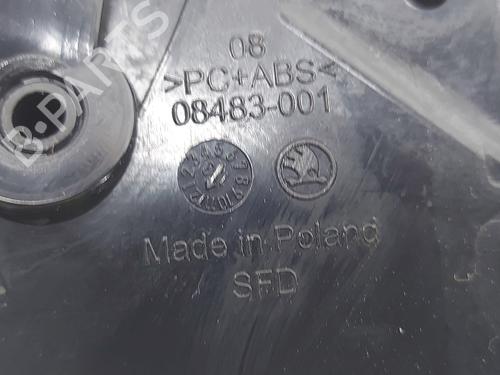 B-PARTS
08
>PC+ABS<
08483-001
Made in Poland
SFD